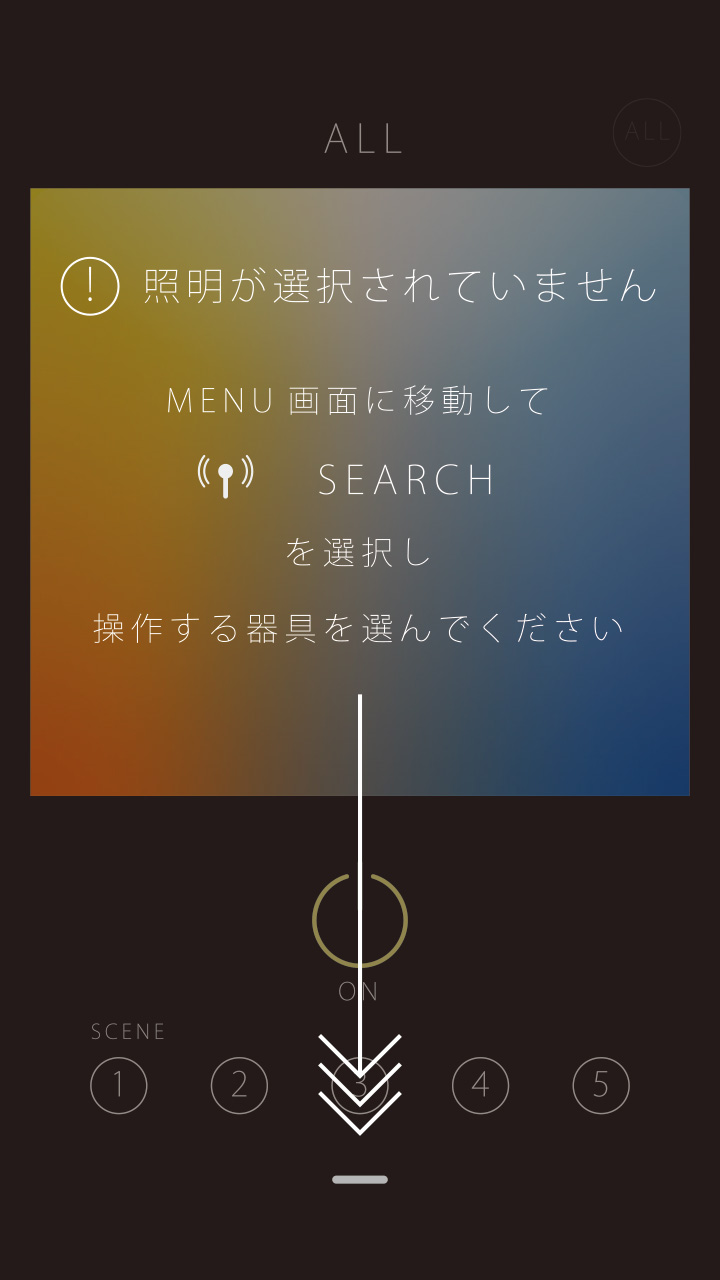 ALL
ALL
! 照明が選択されていません
MENU 画面に移動して
SEARCH
を選択し
操作する器具を選んでください
ON
SCENE
1 2 3 4 5